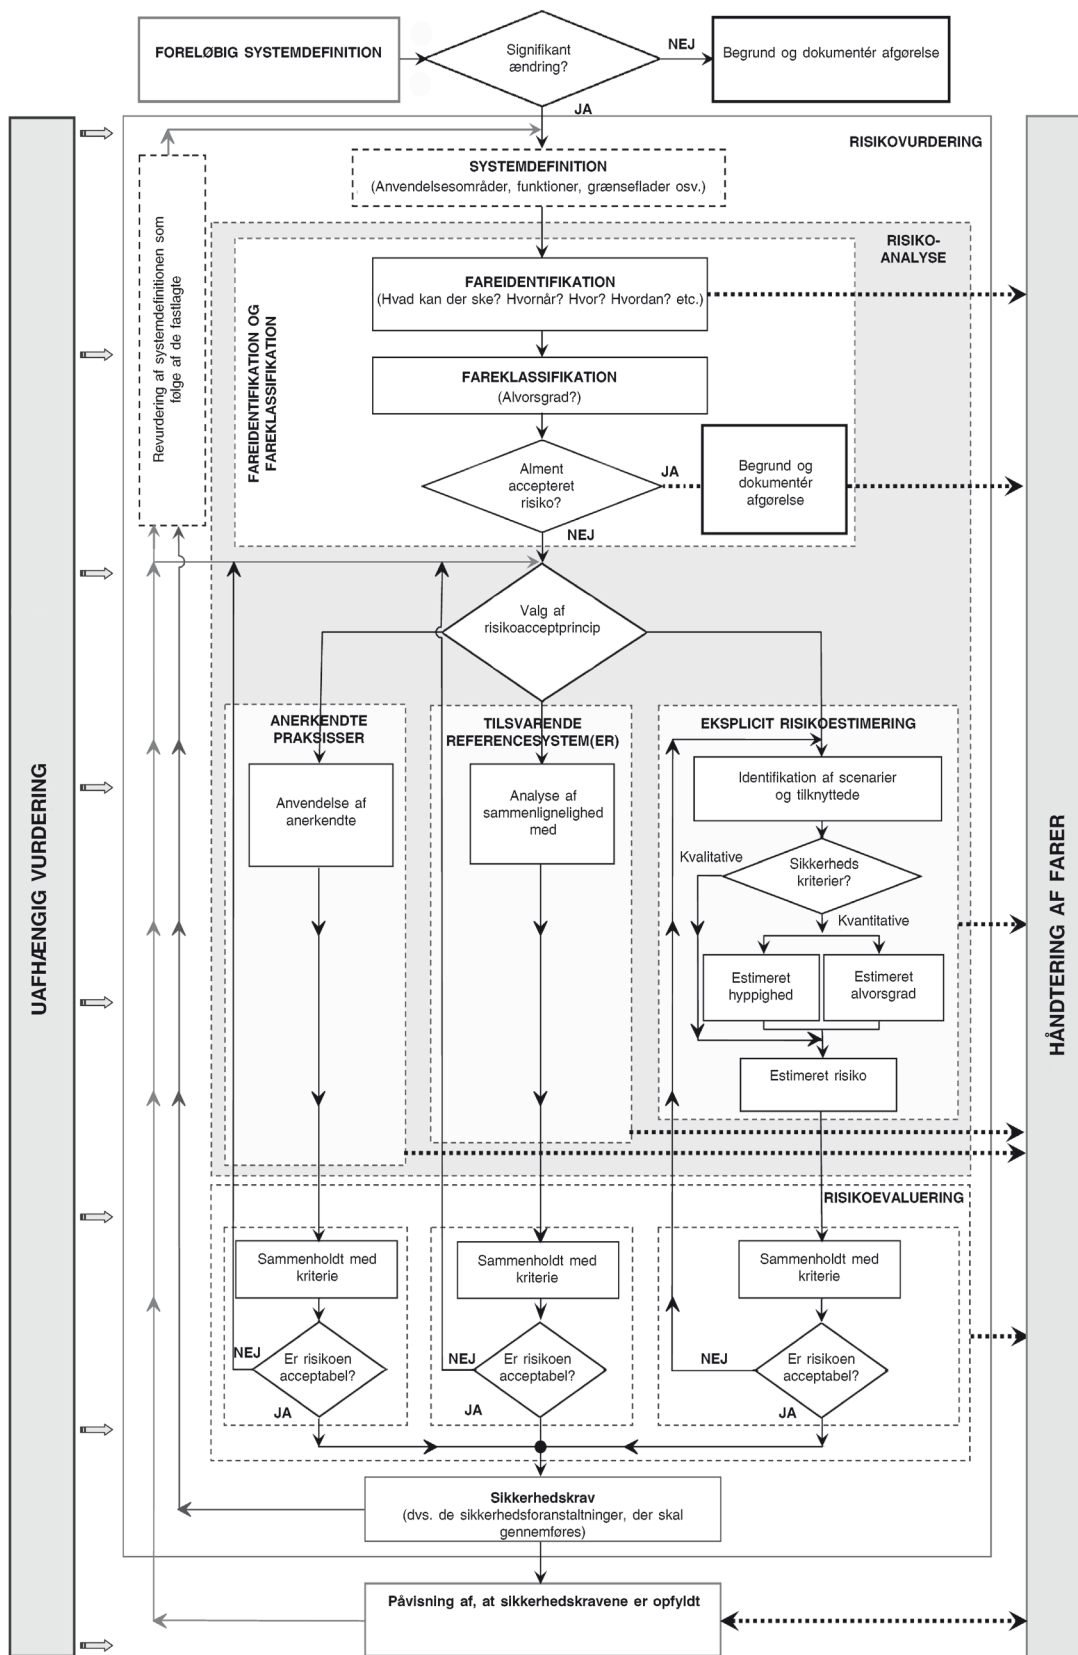 FORELØBIG SYSTEMDEFINITION
Signifikant
ændring?
NEJ
Begrund og dokumentér afgørelse
JA
RISIKOVURDERING
SYSTEMDEFINITION
(Anvendelsesområder, funktioner, grænseflader osv.)
Revurdering af systemdefinitionen som
følge af de fastlagte
RISIKO-
ANALYSE
FAREIDENTIFIKATION OG
FAREKLASSIFIKATION
FAREIDENTIFIKATION
(Hvad kan der ske? Hvornår? Hvor? Hvordan? etc.)
FAREKLASSIFIKATION
(Alvorsgrad?)
Alment
accepteret
risiko?
JA
Begrund og
dokumentér
afgørelse
NEJ
Valg af
risikoacceptprincip
ANERKENDTE
PRAKSISSER
TILSVARENDE
REFERENCESYSTEM(ER)
EKSPLICIT RISIKOESTIMERING
Anvendelse af
anerkendte
Analyse af
sammenlignelighed
med
Identifikation af scenarier
og tilknyttede
Kvalitative
Sikkerheds
kriterier?
Kvantitative
Estimeret
hyppighed
Estimeret
alvorsgrad
Estimeret risiko
UAFHÆNGIG VURDERING
HÅNDTERING AF FARER
RISIKOEVALUERING
Sammenholdt med
kriterie
Sammenholdt med
kriterie
Sammenholdt med
kriterie
NEJ
Er risikoen
acceptabel?
JA
NEJ
Er risikoen
acceptabel?
JA
NEJ
Er risikoen
acceptabel?
JA
Sikkerhedskrav
(dvs. de sikkerhedsforanstaltninger, der skal
gennemføres)
Påvisning af, at sikkerhedskravene er opfyldt